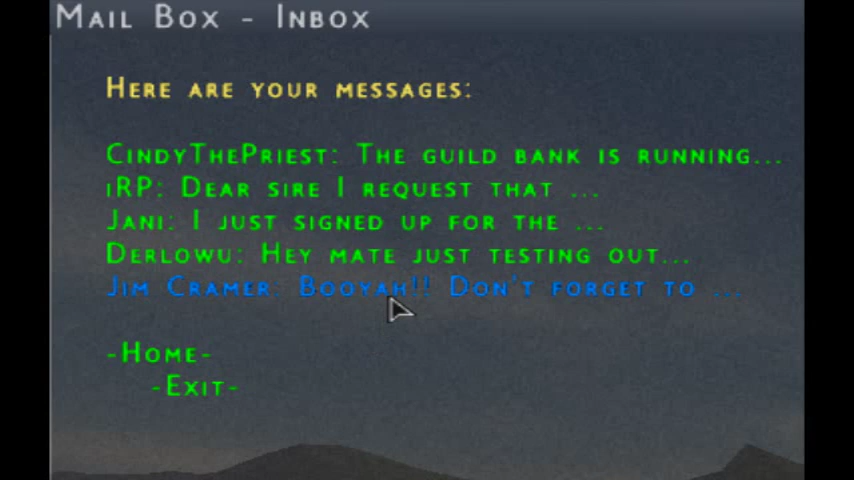 Mail Box - Inbox
Here are your messages:
CindyThePriest: The guild bank is running...
iRP: Dear sire I request that ...
Jani: I just signed up for the ...
Derlowu: Hey mate just testing out...
Jim Cramer: Booyah!! Don't forget to ...
-Home-
-Exit-